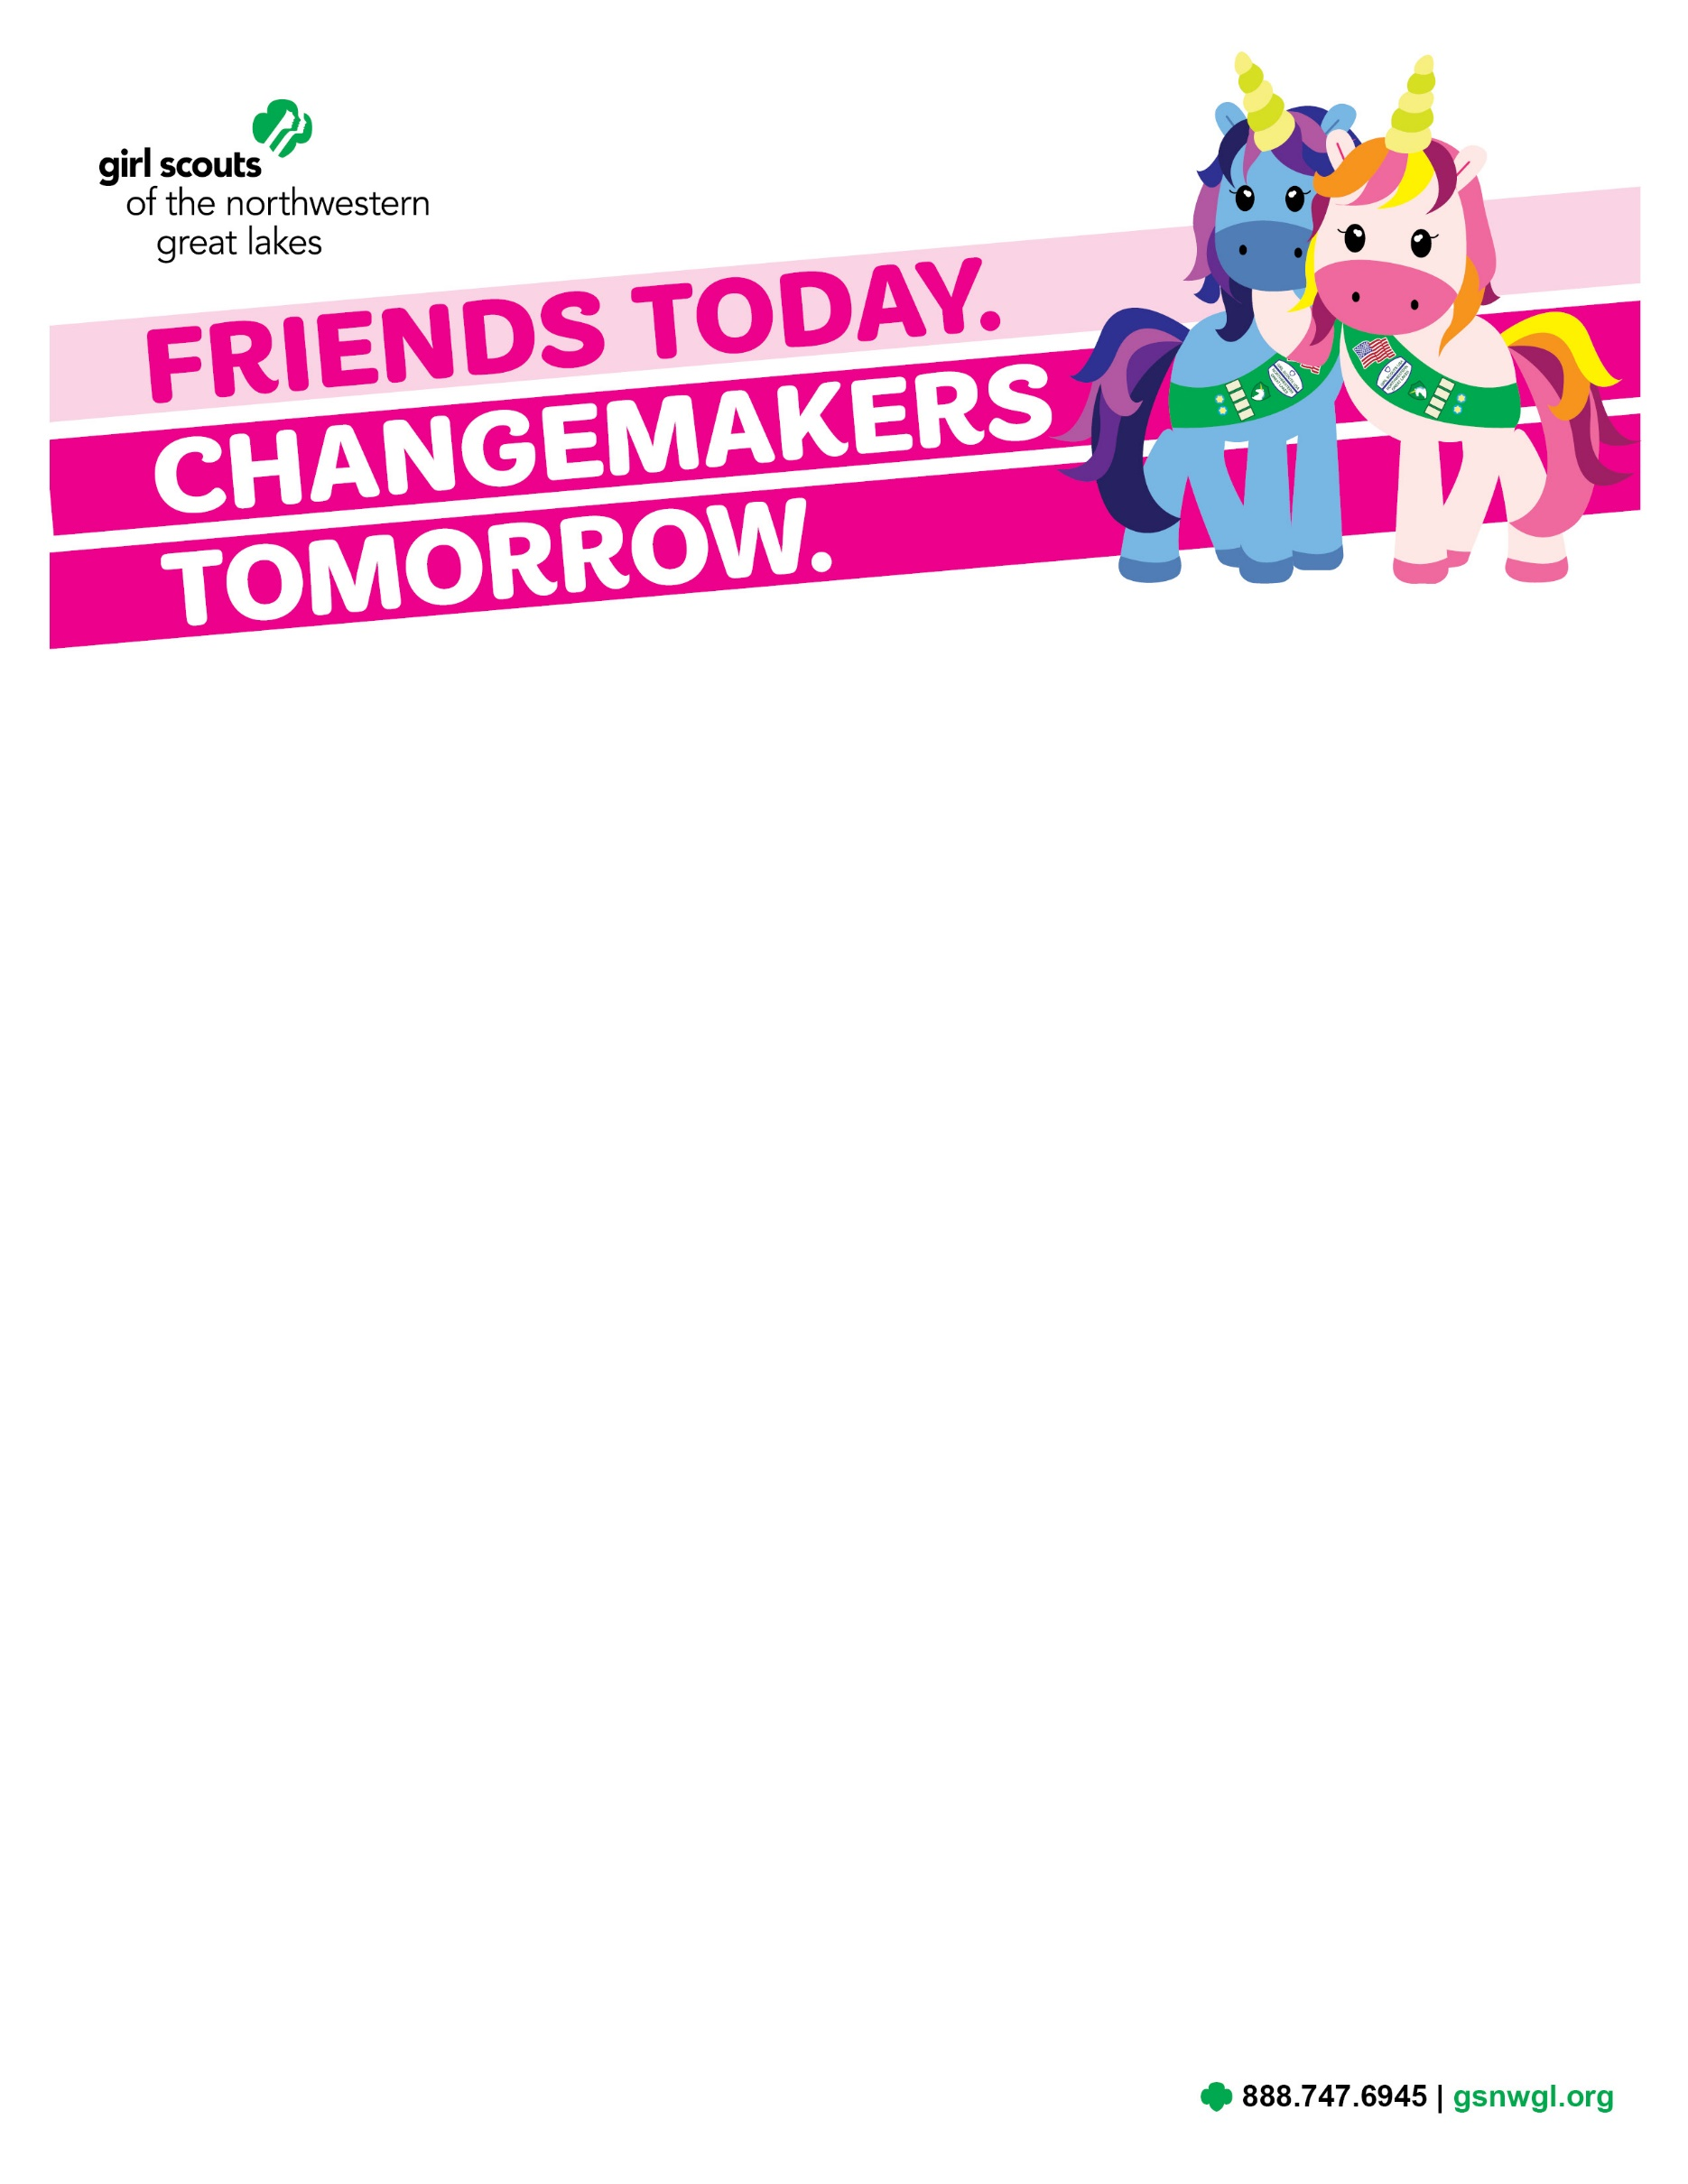 girl scouts
of the northwestern
great lakes
FRIENDS TODAY.
CHANGEMAKERS
TOMORROW.
888.747.6945 | gsnwgl.org